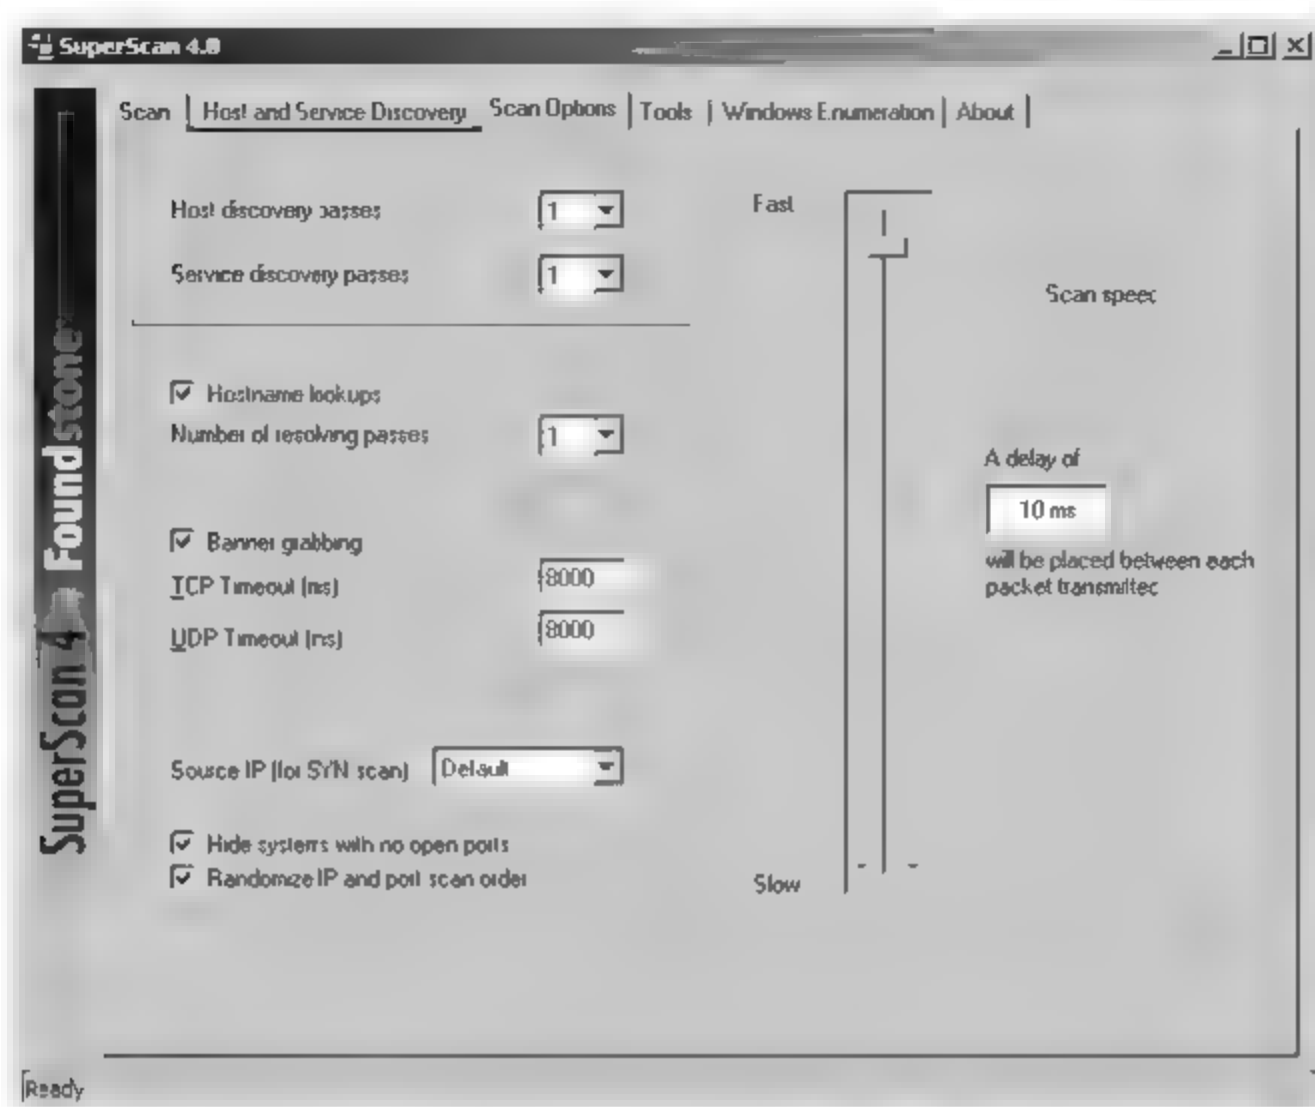 SuperScan 4.0
Scan Host and Service Discovery Scan Options Tools Windows Enumeration About
Host discovery passes 1
Service discovery passes 1
Hostname lookups
Number of resolving passes 1
Banner grabbing
TCP Timeout (ms) 8000
UDP Timeout (ms) 8000
Source IP (for SYN scan) Default
Hide systems with no open ports
Randomize IP and port scan order
Fast
Slow
Scan speed
A delay of
10 ms
will be placed between each
packet transmitted
SuperScan 4 Foundstone
Ready